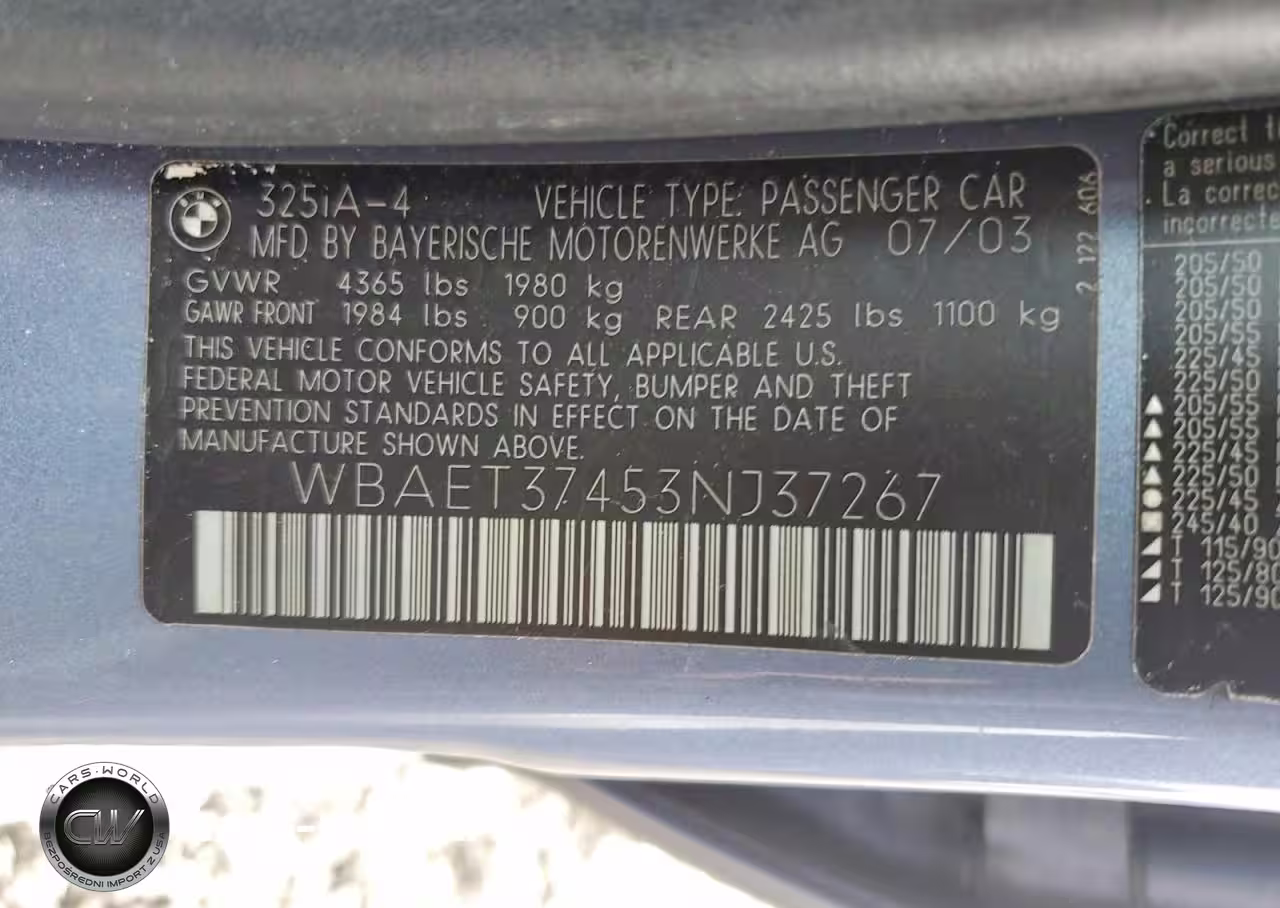 325iA-4 VEHICLE TYPE: PASSENGER CAR
MFD BY BAYERISCHE MOTORENWERKE AG 07/03
GVWR 4365 lbs 1980 kg
GAWR FRONT 1984 lbs 900 kg REAR 2425 lbs 1100 kg
THIS VEHICLE CONFORMS TO ALL APPLICABLE U.S.
FEDERAL MOTOR VEHICLE SAFETY, BUMPER AND THEFT
PREVENTION STANDARDS IN EFFECT ON THE DATE OF
MANUFACTURE SHOWN ABOVE.
WBAET37453NJ37267
2 122 606
Correct
a serious
La correc
incorrecte
205/50
205/50
205/50
205/55
225/45
225/50
205/55
205/55
225/45
225/50
225/45
245/40
T 115/90
T 125/80
T 125/90
CARS-WORLD
CW
BEZPOŚREDNI IMPORT Z USA